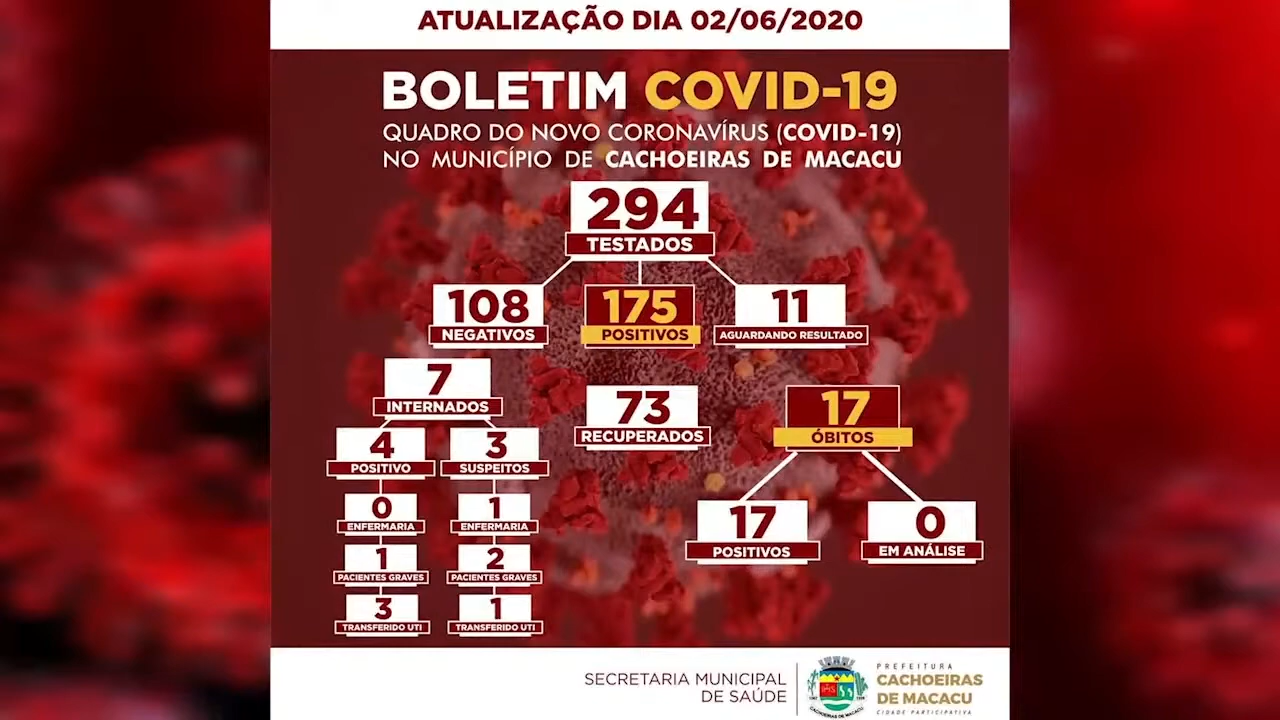 ATUALIZAÇÃO DIA 02/06/2020
BOLETIM COVID-19
QUADRO DO NOVO CORONAVÍRUS (COVID-19)
NO MUNICÍPIO DE CACHOEIRAS DE MACACU
294
TESTADOS
108
NEGATIVOS
175
POSITIVOS
11
AGUARDANDO RESULTADO
7
INTERNADOS
4
POSITIVO
3
SUSPEITOS
0
ENFERMARIA
1
ENFERMARIA
1
PACIENTES GRAVES
2
PACIENTES GRAVES
3
TRANSFERIDO UTI
1
TRANSFERIDO UTI
73
RECUPERADOS
17
ÓBITOS
17
POSITIVOS
0
EM ANÁLISE
SECRETARIA MUNICIPAL
DE SAÚDE
CACHOEIRAS DE MACACU
PREFEITURA
CACHOEIRAS
DE MACACU
CIDADE PARTICIPATIVA